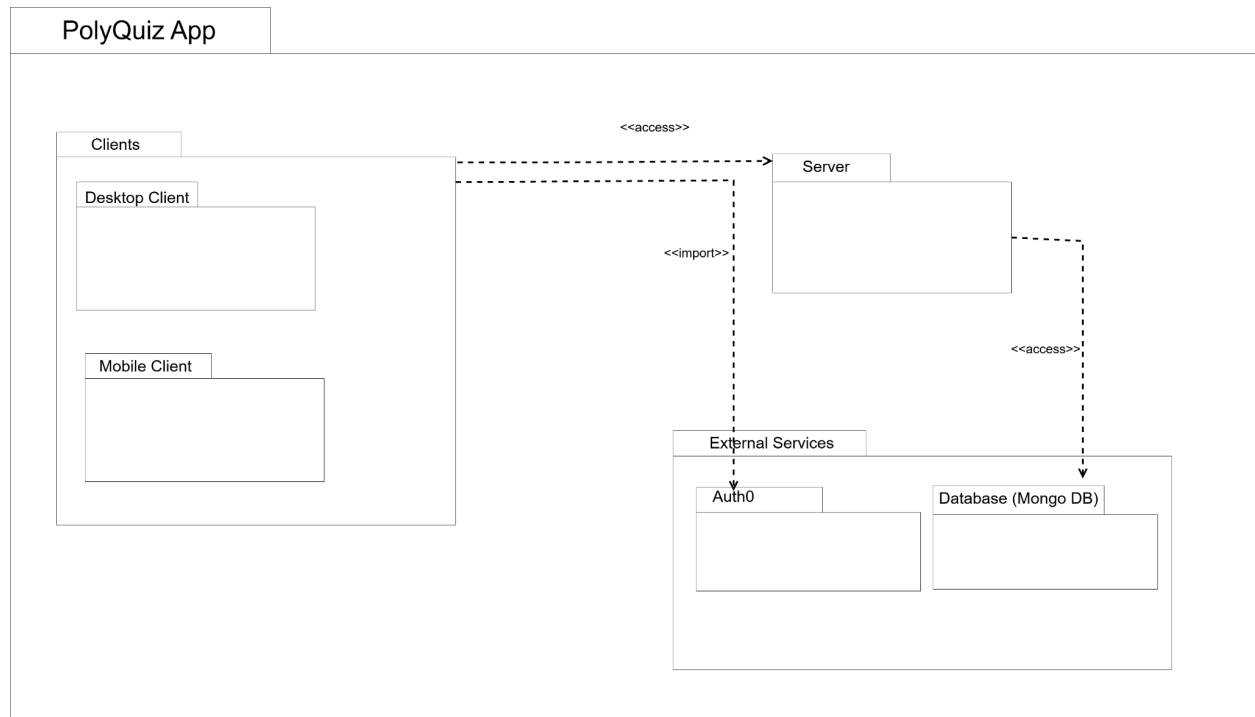 PolyQuiz App
<<access>>
Clients
Server
Desktop Client
<<import>>
<<access>>
Mobile Client
External Services
Auth0
Database (Mongo DB)